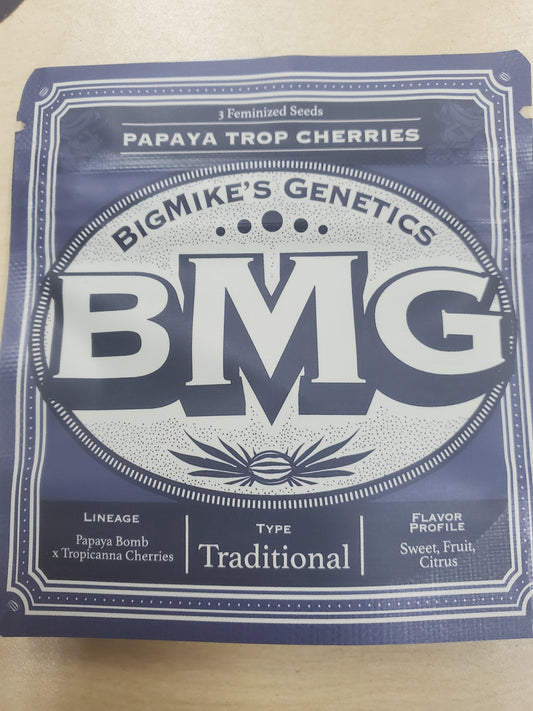 3 Feminized Seeds
PAPAYA TROP CHERRIES
BIGMIKE'S GENETICS
BMG
LINEAGE
Papaya Bomb
x Tropicanna Cherries
TYPE
Traditional
FLAVOR
PROFILE
Sweet, Fruit,
Citrus